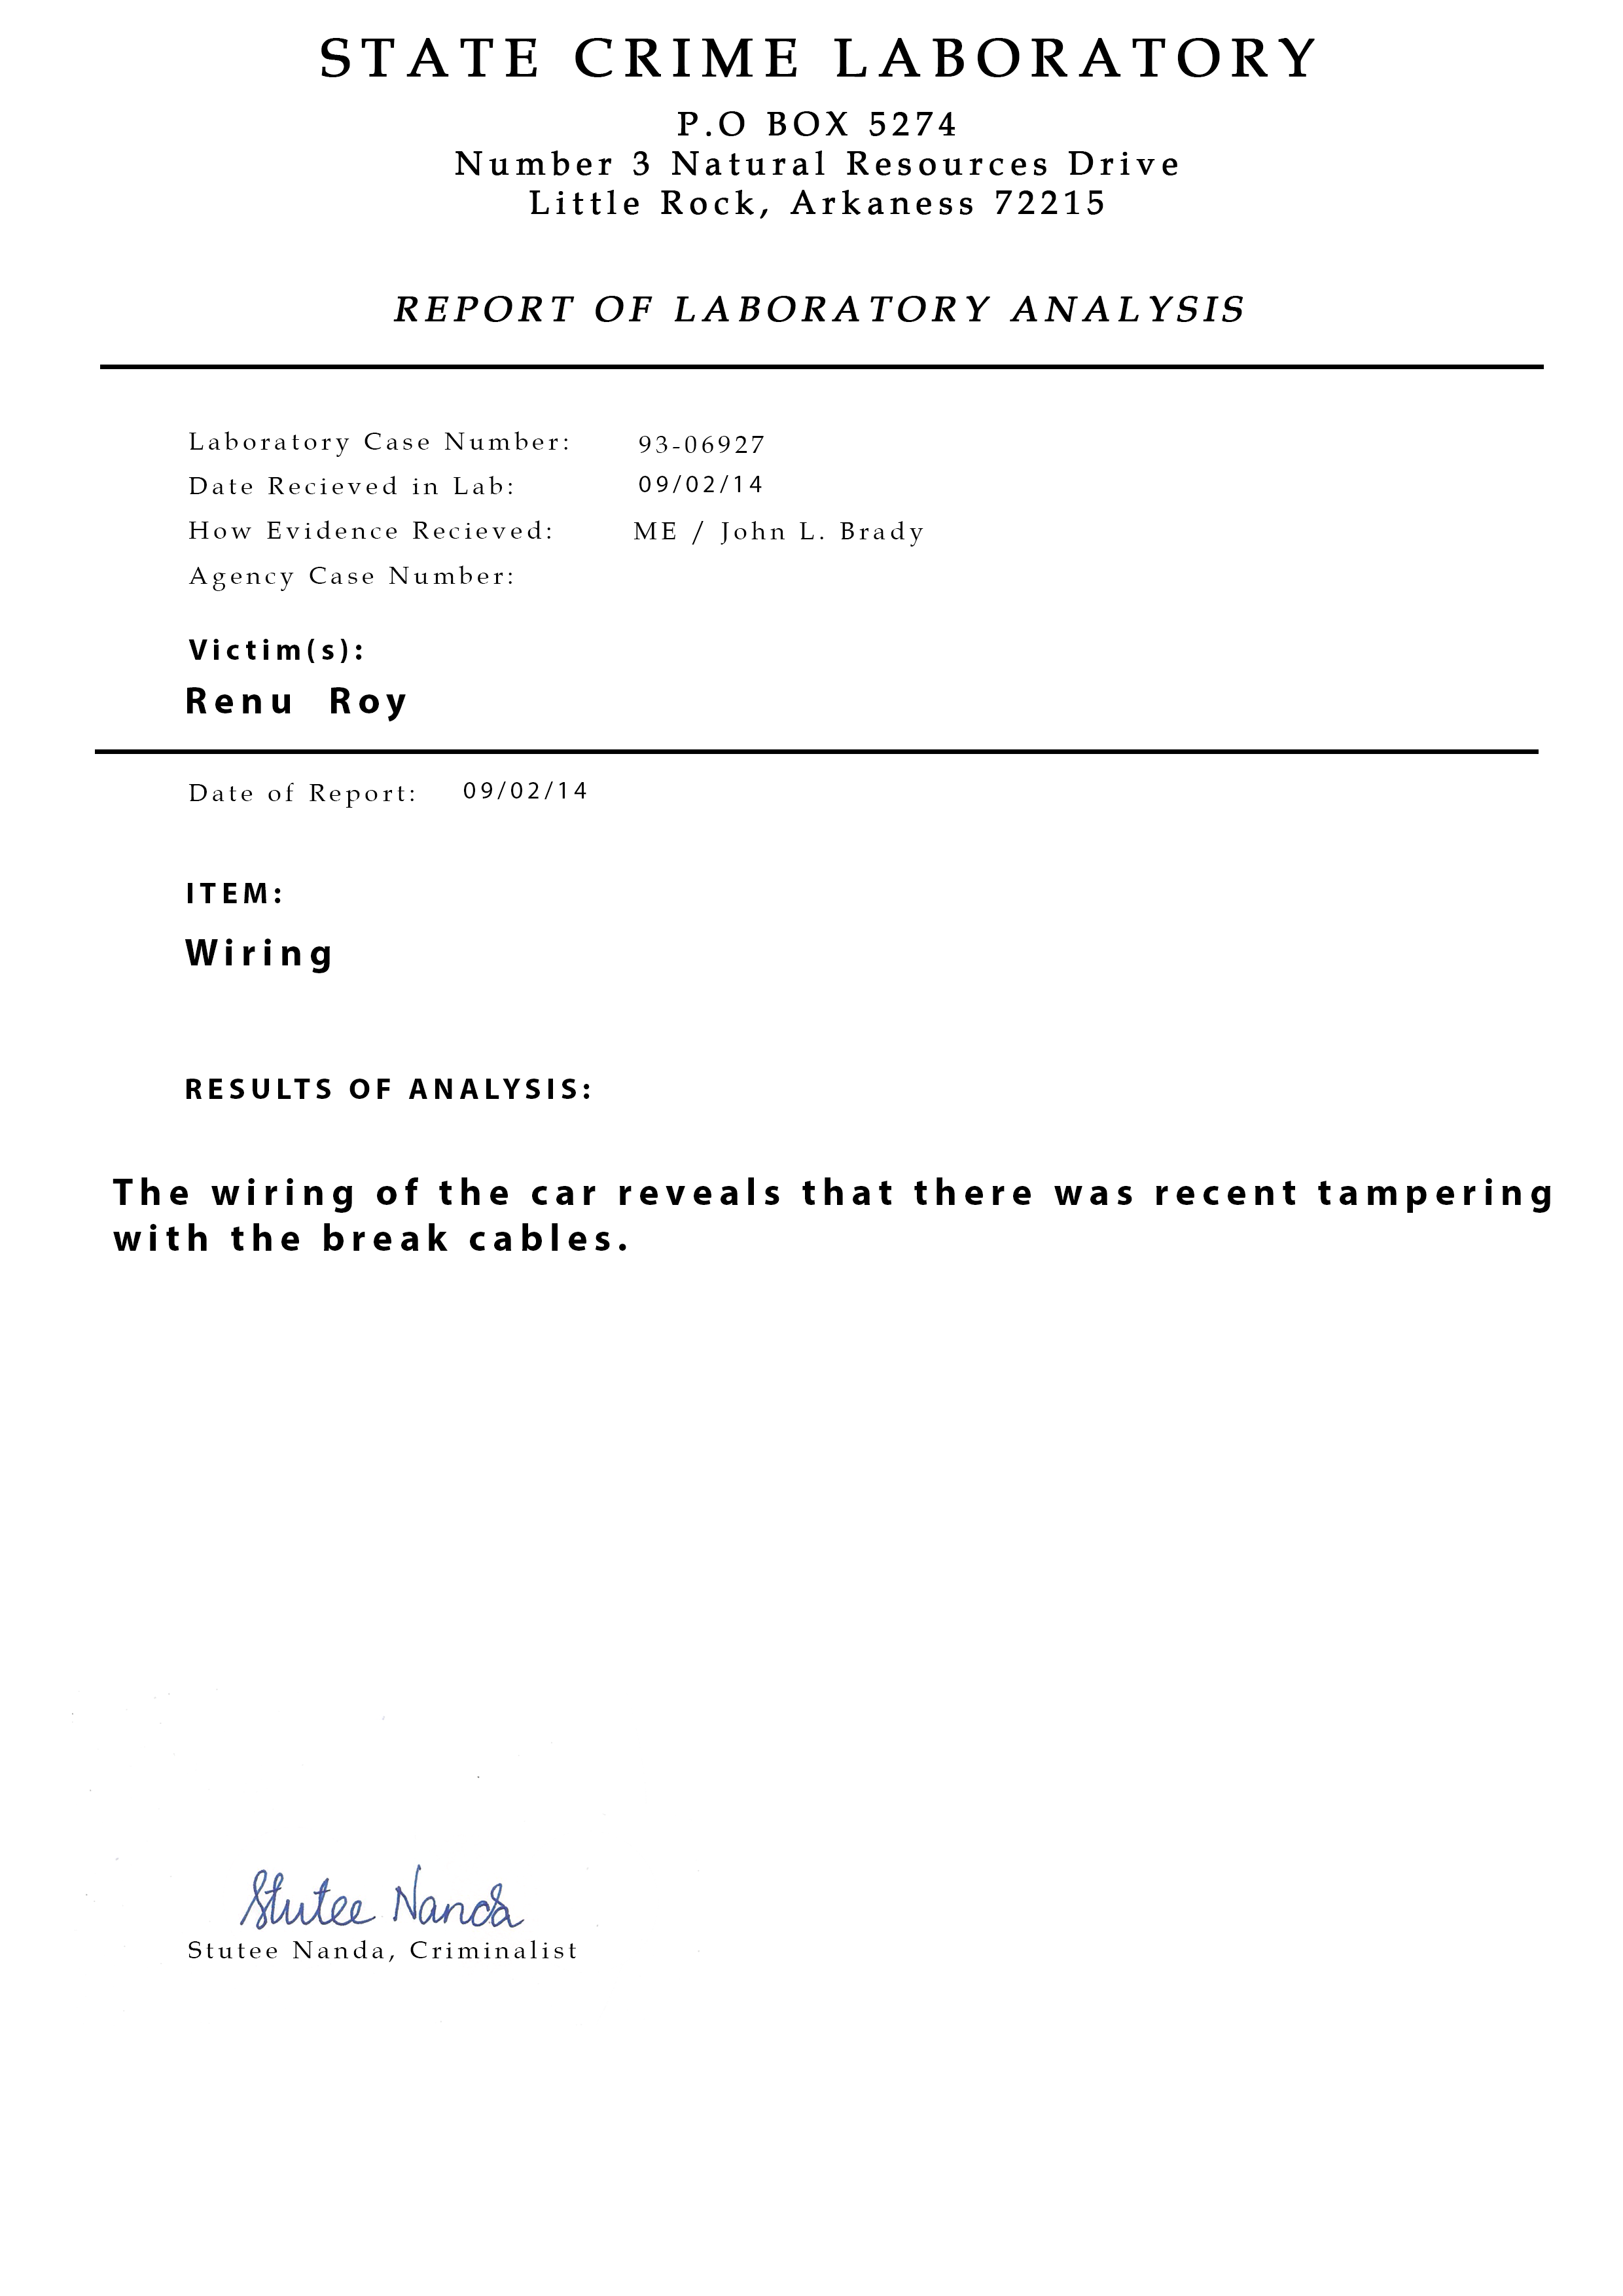 STATE CRIME LABORATORY
P.O BOX 5274
Number 3 Natural Resources Drive
Little Rock, Arkaness 72215
REPORT OF LABORATORY ANALYSIS
Laboratory Case Number: 93-06927
Date Recieved in Lab: 09/02/14
How Evidence Recieved: ME / John L. Brady
Agency Case Number:
Victim(s):
Renu Roy
Date of Report: 09/02/14
ITEM:
Wiring
RESULTS OF ANALYSIS:
The wiring of the car reveals that there was recent tampering
with the break cables.
Stutee Nanda
Stutee Nanda, Criminalist